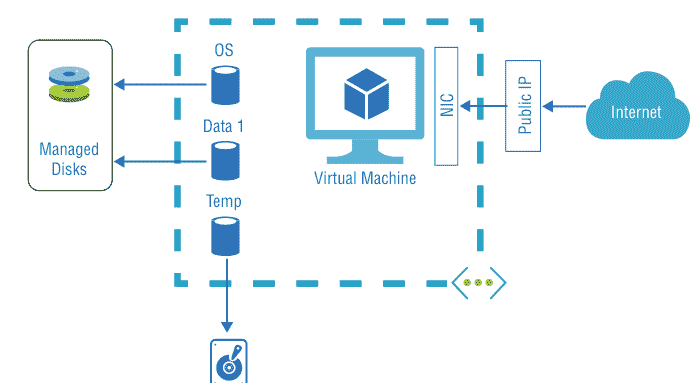 OS
Data 1
Temp
Managed
Disks
Virtual Machine
NIC
Public IP
Internet